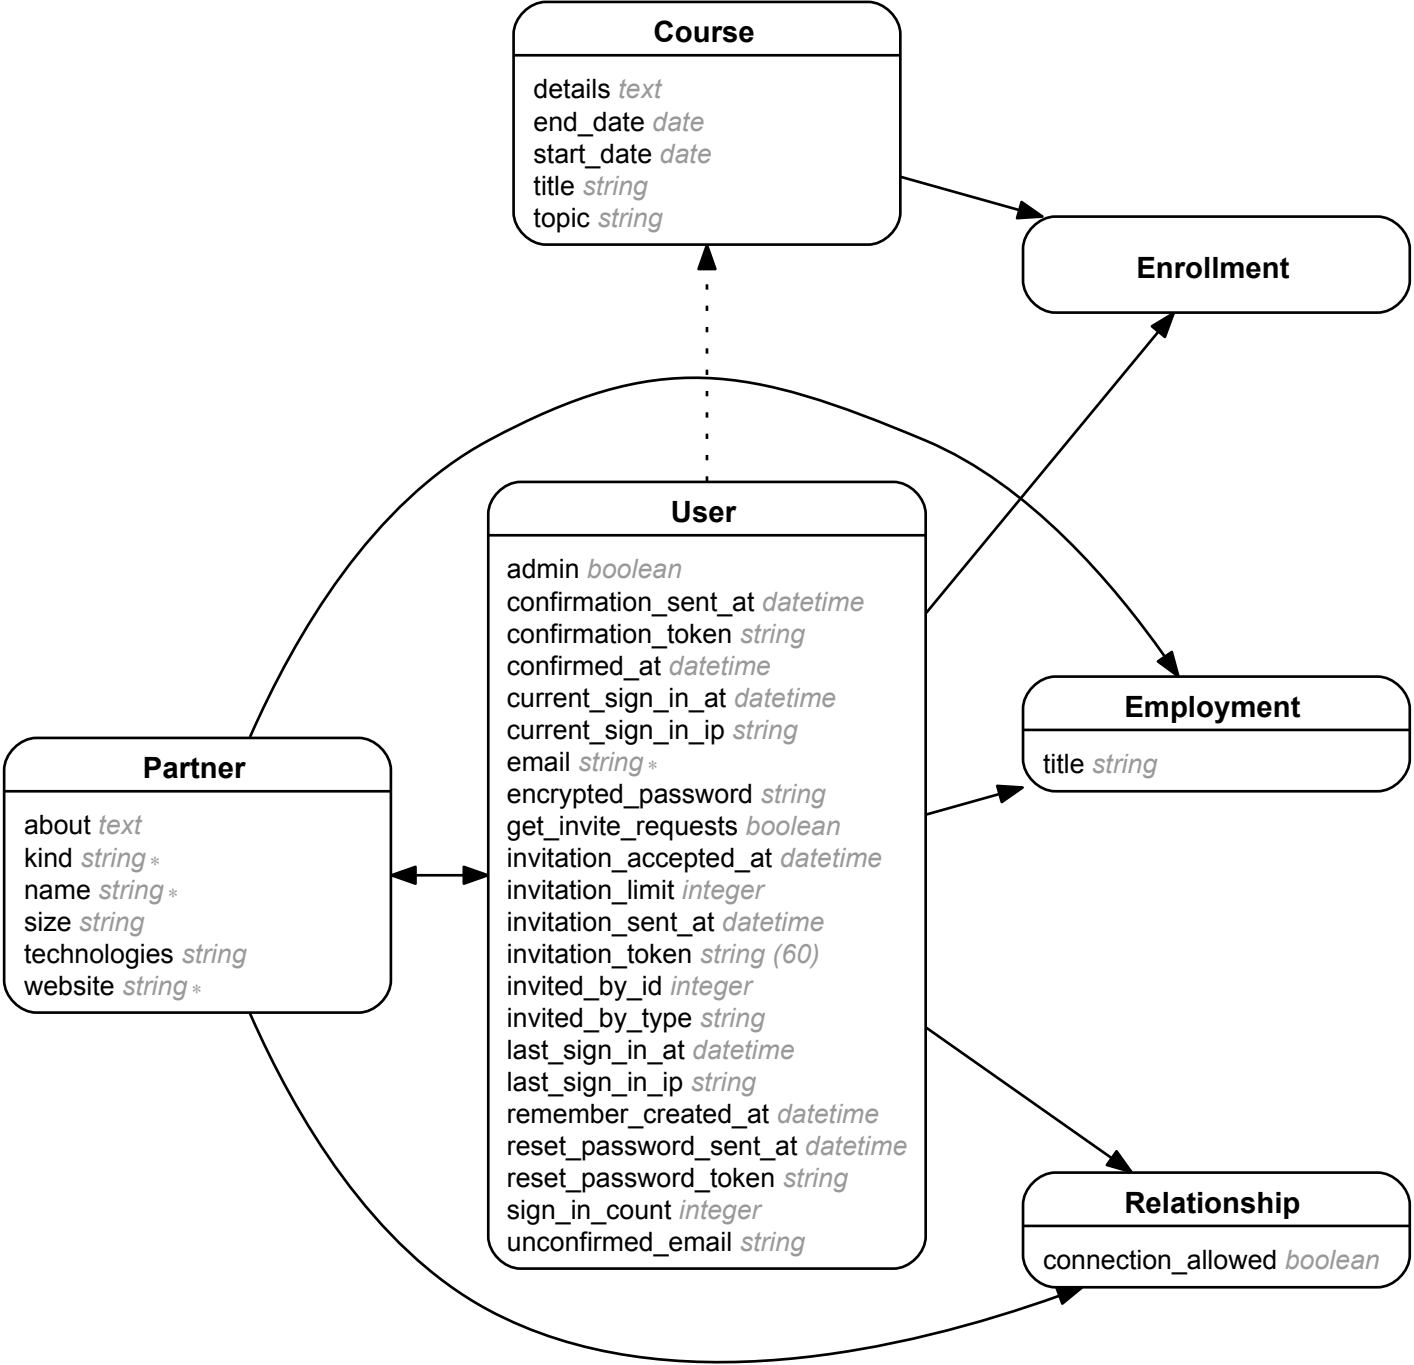 Course
details text
end_date date
start_date date
title string
topic string
Enrollment
User
admin boolean
confirmation_sent_at datetime
confirmation_token string
confirmed_at datetime
current_sign_in_at datetime
current_sign_in_ip string
email string *
encrypted_password string
get_invite_requests boolean
invitation_accepted_at datetime
invitation_limit integer
invitation_sent_at datetime
invitation_token string (60)
invited_by_id integer
invited_by_type string
last_sign_in_at datetime
last_sign_in_ip string
remember_created_at datetime
reset_password_sent_at datetime
reset_password_token string
sign_in_count integer
unconfirmed_email string
Employment
title string
Partner
about text
kind string *
name string *
size string
technologies string
website string *
Relationship
connection_allowed boolean